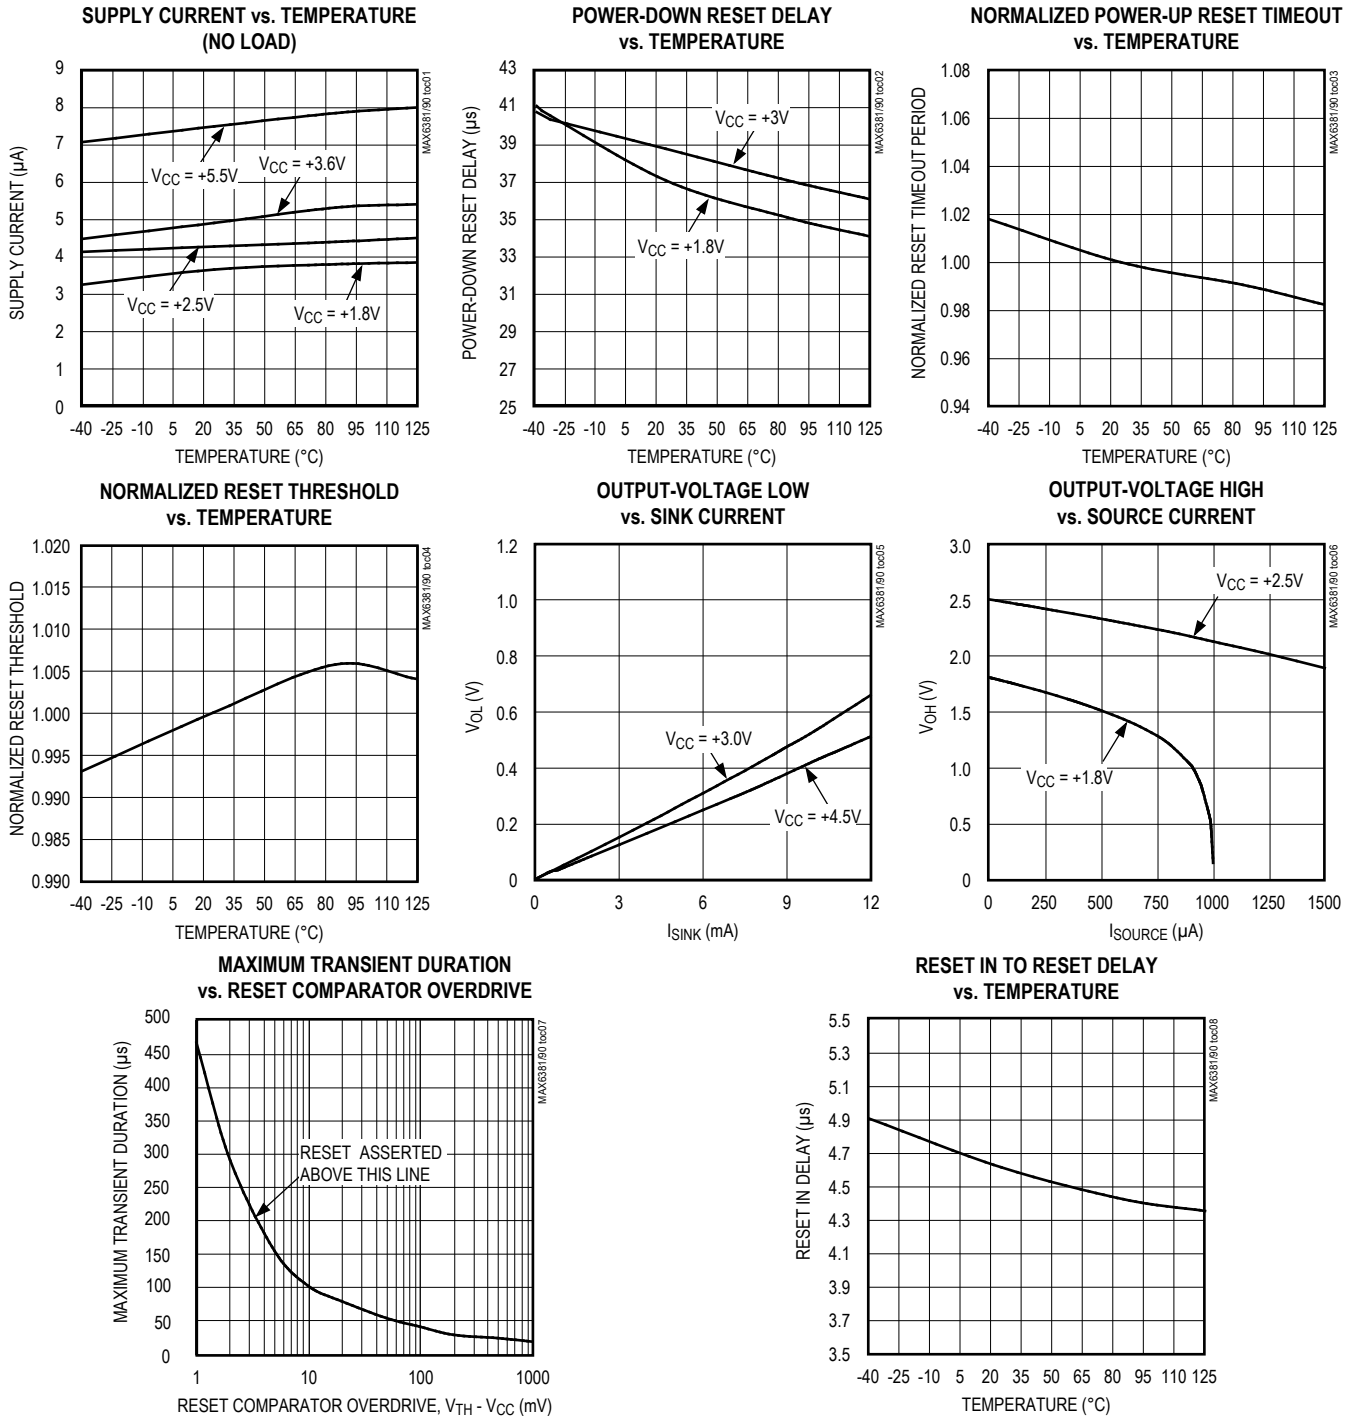 SUPPLY CURRENT vs. TEMPERATURE
(NO LOAD)
9
8
7
6
5
4
3
2
1
0
SUPPLY CURRENT (µA)
VCC = +5.5V
VCC = +3.6V
VCC = +2.5V
VCC = +1.8V
-40 -25 -10 5 20 35 50 65 80 95 110 125
TEMPERATURE (°C)
MAX6381/90 toc01
POWER-DOWN RESET DELAY
vs. TEMPERATURE
43
41
39
37
35
33
31
29
27
25
POWER-DOWN RESET DELAY (µs)
VCC = +3V
VCC = +1.8V
-40 -25 -10 5 20 35 50 65 80 95 110 125
TEMPERATURE (°C)
MAX6381/90 toc02
NORMALIZED POWER-UP RESET TIMEOUT
vs. TEMPERATURE
1.08
1.06
1.04
1.02
1.00
0.98
0.96
0.94
NORMALIZED RESET TIMEOUT PERIOD
-40 -25 -10 5 20 35 50 65 80 95 110 125
TEMPERATURE (°C)
MAX6381/90 toc03
NORMALIZED RESET THRESHOLD
vs. TEMPERATURE
1.020
1.015
1.010
1.005
1.000
0.995
0.990
0.985
0.990
NORMALIZED RESET THRESHOLD
-40 -25 -10 5 20 35 50 65 80 95 110 125
TEMPERATURE (°C)
MAX6381/90 toc04
OUTPUT-VOLTAGE LOW
vs. SINK CURRENT
1.2
1.0
0.8
0.6
0.4
0.2
0
VOL (V)
VCC = +3.0V
VCC = +4.5V
0 3 6 9 12
ISINK (mA)
MAX6381/90 toc05
OUTPUT-VOLTAGE HIGH
vs. SOURCE CURRENT
3.0
2.5
2.0
1.5
1.0
0.5
0
VOH (V)
VCC = +2.5V
VCC = +1.8V
0 250 500 750 1000 1250 1500
ISOURCE (µA)
MAX6381/90 toc06
MAXIMUM TRANSIENT DURATION
vs. RESET COMPARATOR OVERDRIVE
500
450
400
350
300
250
200
150
100
50
0
MAXIMUM TRANSIENT DURATION (µs)
RESET ASSERTED
ABOVE THIS LINE
1 10 100 1000
RESET COMPARATOR OVERDRIVE, VTH - VCC (mV)
MAX6381/90 toc07
RESET IN TO RESET DELAY
vs. TEMPERATURE
5.5
5.3
5.1
4.9
4.7
4.5
4.3
4.1
3.9
3.7
3.5
RESET IN DELAY (µs)
-40 -25 -10 5 20 35 50 65 80 95 110 125
TEMPERATURE (°C)
MAX6381/90 toc08